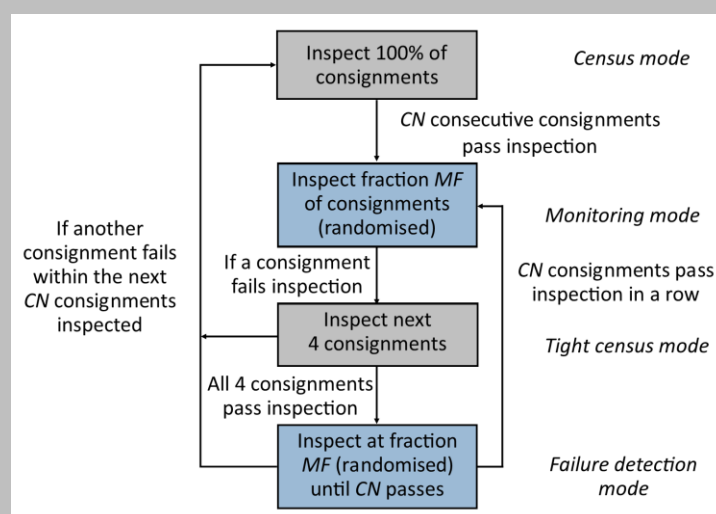 Inspect 100% of
consignments
Census mode
CN consecutive consignments
pass inspection
Inspect fraction MF
of consignments
(randomised)
Monitoring mode
If another
consignment fails
within the next
CN consignments
inspected
If a consignment
fails inspection
CN consignments pass
inspection in a row
Inspect next
4 consignments
Tight census mode
All 4 consignments
pass inspection
Inspect at fraction
MF (randomised)
until CN passes
Failure detection
mode